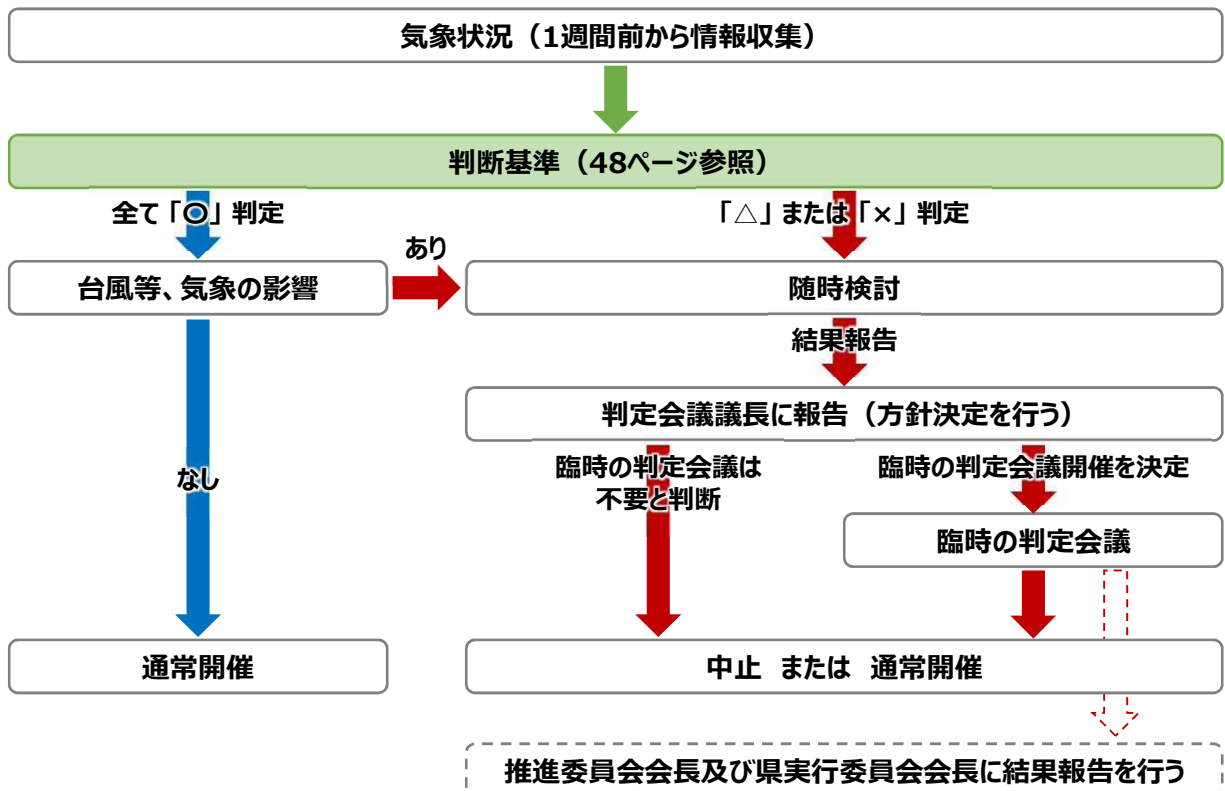 気象状況（1週間前から情報収集）
判断基準（48ページ参照）
全て「◎」判定
「△」または「×」判定
あり
台風等、気象の影響
随時検討
結果報告
判定会議議長に報告（方針決定を行う）
なし
臨時の判定会議は
不要と判断
臨時の判定会議開催を決定
臨時の判定会議
通常開催
中止 または 通常開催
推進委員会会長及び県実行委員会会長に結果報告を行う